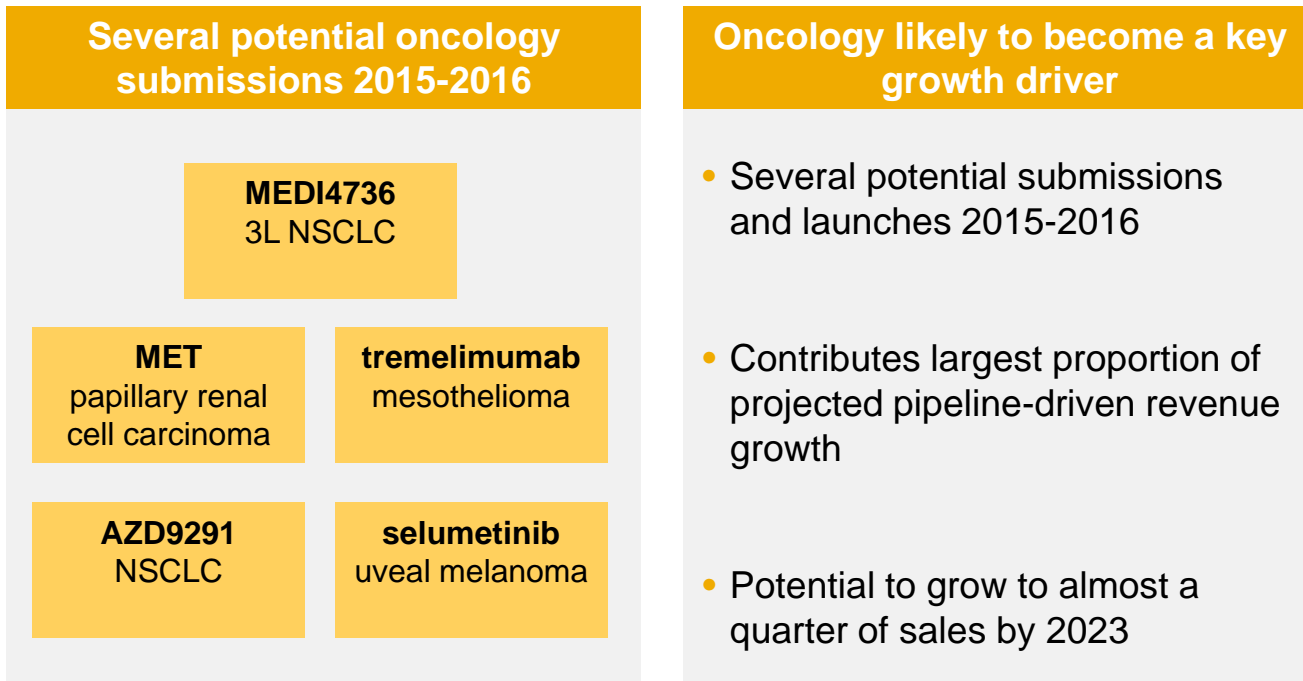 Several potential oncology
submissions 2015-2016
MEDI4736
3L NSCLC
MET
papillary renal
cell carcinoma
tremelimumab
mesothelioma
AZD9291
NSCLC
selumetinib
uveal melanoma
Oncology likely to become a key
growth driver
• Several potential submissions
and launches 2015-2016
• Contributes largest proportion of
projected pipeline-driven revenue
growth
• Potential to grow to almost a
quarter of sales by 2023